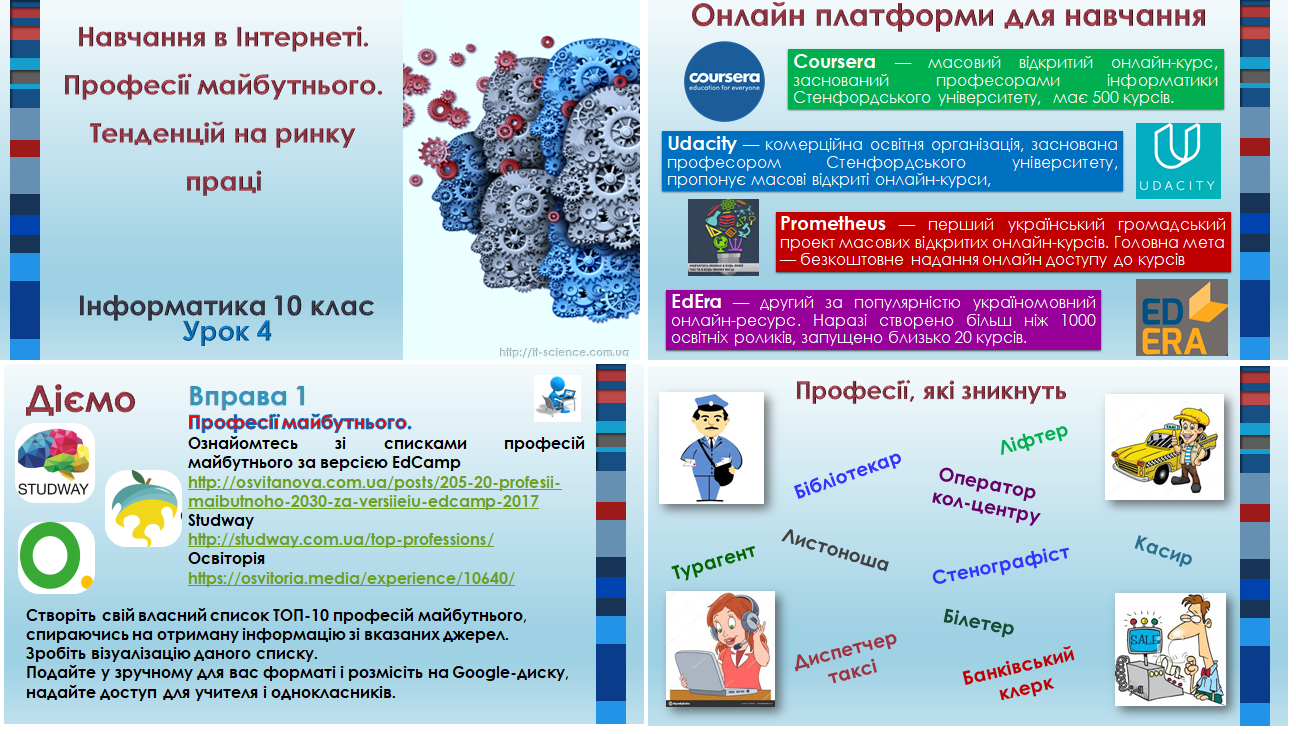 Навчання в Інтернеті.
Професії майбутнього.
Тенденцій на ринку
праці
Інформатика 10 клас
Урок 4
http://it-science.com.ua
Онлайн платформи для навчання
coursera
education for everyone
Coursera — масовий відкритий онлайн-курс,
заснований професорами інформатики
Стенфордського університету, має 500 курсів.
Udacity — комерційна освітня організація, заснована
професором Стенфордського університету,
пропонує масові відкриті онлайн-курси,
UDACITY
Prometheus — перший український громадський
проект масових відкритих онлайн-курсів. Головна мета
— безкоштовне надання онлайн доступу до курсів
EdEra — другий за популярністю україномовний
онлайн-ресурс. Наразі створено більш ніж 1000
освітніх роликів, запущено близько 20 курсів.
ED
ERA
Діємо
Вправа 1
Професії майбутнього.
Ознайомтесь зі списками професій
майбутнього за версією EdCamp
http://osvitanova.com.ua/posts/205-20-profesii-
maibutnoho-2030-za-versiieiu-edcamp-2017
Studway
http://studway.com.ua/top-professions/
Освіторія
https://osvitoria.media/experience/10640/
STUDWAY
Створіть свій власний список ТОП-10 професій майбутнього,
спираючись на отриману інформацію зі вказаних джерел.
Зробіть візуалізацію даного списку.
Подайте у зручному для вас форматі і розмісіть на Google-диску,
надайте доступ для учителя і однокласників.
Професії, які зникнуть
Ліфтер
TAXI
Бібліотекар
Оператор
кол-центру
Листоноша
Турагент
Стенографіст
Касир
Білетер
SALE
Диспетчер
таксі
Банківський
клерк